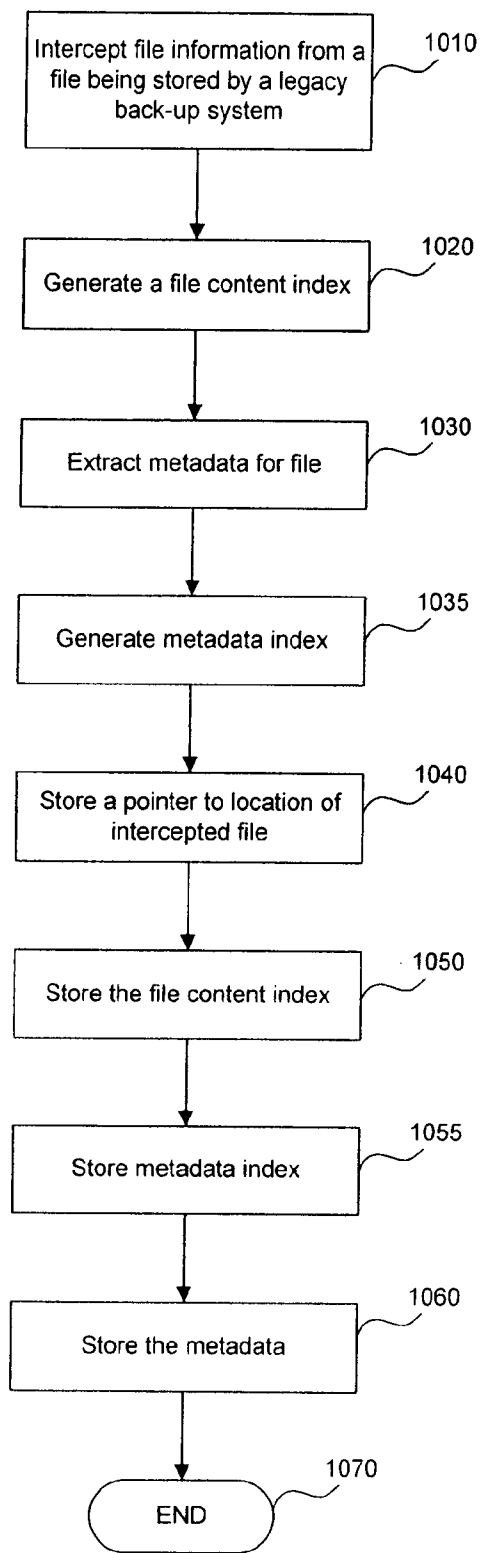 Intercept file information from a
file being stored by a legacy
back-up system
1010
Generate a file content index
1020
Extract metadata for file
1030
Generate metadata index
1035
Store a pointer to location of
intercepted file
1040
Store the file content index
1050
Store metadata index
1055
Store the metadata
1060
END
1070